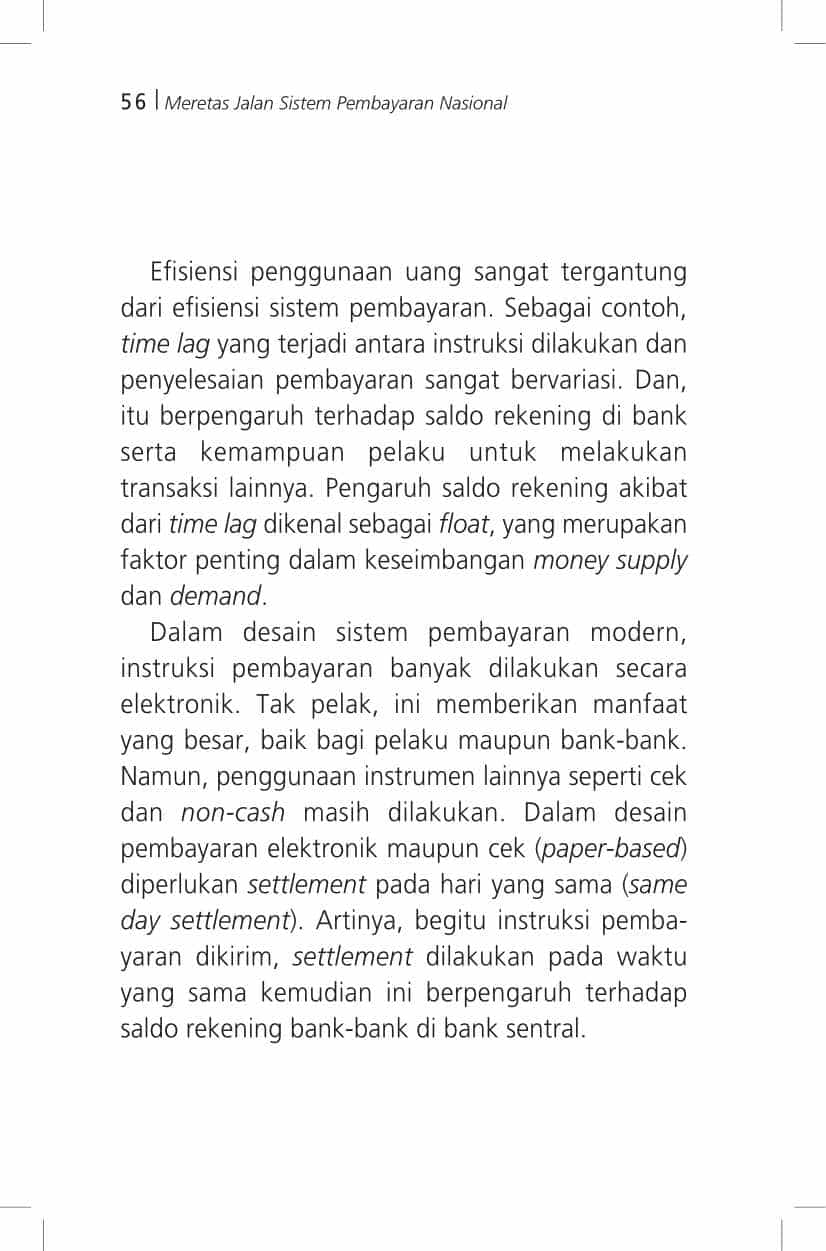 56 | Meretas Jalan Sistem Pembayaran Nasional
Efisiensi penggunaan uang sangat tergantung
dari efisiensi sistem pembayaran. Sebagai contoh,
time lag yang terjadi antara instruksi dilakukan dan
penyelesaian pembayaran sangat bervariasi. Dan,
itu berpengaruh terhadap saldo rekening di bank
serta kemampuan pelaku untuk melakukan
transaksi lainnya. Pengaruh saldo rekening akibat
dari time lag dikenal sebagai float, yang merupakan
faktor penting dalam keseimbangan money supply
dan demand.
Dalam desain sistem pembayaran modern,
instruksi pembayaran banyak dilakukan secara
elektronik. Tak pelak, ini memberikan manfaat
yang besar, baik bagi pelaku maupun bank-bank.
Namun, penggunaan instrumen lainnya seperti cek
dan non-cash masih dilakukan. Dalam desain
pembayaran elektronik maupun cek (paper-based)
diperlukan settlement pada hari yang sama (same
day settlement). Artinya, begitu instruksi pemba-
yaran dikirim, settlement dilakukan pada waktu
yang sama kemudian ini berpengaruh terhadap
saldo rekening bank-bank di bank sentral.